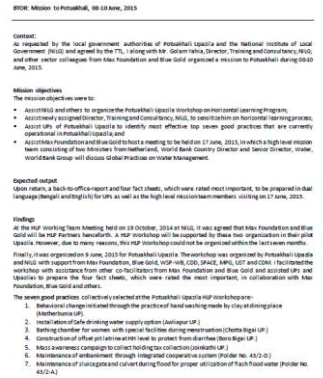 BTOR: Mission to Potuakhali, 08-10 June, 2015
Context:
As requested by the local government authorities of Potuakhali Upazila and the National Institute of Local
Government (NILG) and agreed by the TTL, I along with Mr. Golam Yahia, Director, Training and Consultancy, NILG,
and other sector colleagues from Max Foundation and Blue Gold organized a mission to Potuakhali during 08-10
June, 2015.
Mission objectives
The mission objectives were to:
• Assist NILG and others to organize the Potuakhali Upazila Workshop on Horizontal Learning Program;
• Assist newly assigned Director, Training and Consultancy, NILG, to sensitize him on horizontal learning process;
• Assist UPs of Potuakhali Upazila to identify most effective top seven good practices that are currently
operational in Potuakhali Upazila; and
• Assist Max Foundation and Blue Gold to host a meeting to be held on 17 June, 2015, in which a high level mission
team consisting of two Ministers from Netherland, World Bank Country Director and Senior Director, Water,
World Bank Group will discuss Global Practices on Water Management.
Expected output
Upon return, a back-to-office-report and four fact sheets, which were rated most important, to be prepared in dual
language (Bengali and English) for UPs as well as the high level mission team members visiting on 17 June, 2015.
Findings
At the HLP Working Team Meeting held on 19 October, 2014 at NILG, it was agreed that Max Foundation and Blue
Gold will be HLP Partners henceforth. A HLP Workshop will be supported by these two organization in their pilot
Upazila. However, due to many reasons, this HLP Workshop could not be organized within the last seven months.
Finally, it was organized on 9 June, 2015 for Potuakhali Upazila. The workshop was organized by Potuakhali Upazila
and NILG with support from Max Foundation, Blue Gold, WSP-WB, CDD, SPACE, MPG, UST and CDM. I facilitated the
workshop with assistance from other co-facilitators from Max Foundation and Blue Gold and assisted UPs and
Upazila to prepare the four fact sheets, which were rated the most important, in collaboration with Max
Foundation, Blue Gold and others.
The seven good practices collectively selected at the Potuakhali Upazila HLP Workshop are-
1. Behavioral change initiated through the practice of hand washing made by clay at dining place
(Matherbunia UP)
2. Installation of Safe drinking water supply option (Auliapur UP)
3. Bathing chamber for women with special facilities during menstruation (Chotta Bigai UP)
4. Construction of offset pit latrine at HH level to protect from diarrhea (Boro Bigai UP)
5. Mass awareness campaign to collect holding tax collection (Joinkathi UP)
6. Maintenance of embankment through integrated cooperative system (Polder No. 43/2-D)
7. Maintenance of sluice gate and culvert during flood for proper utilization of flash flood water (Polder No.
43/2-A)